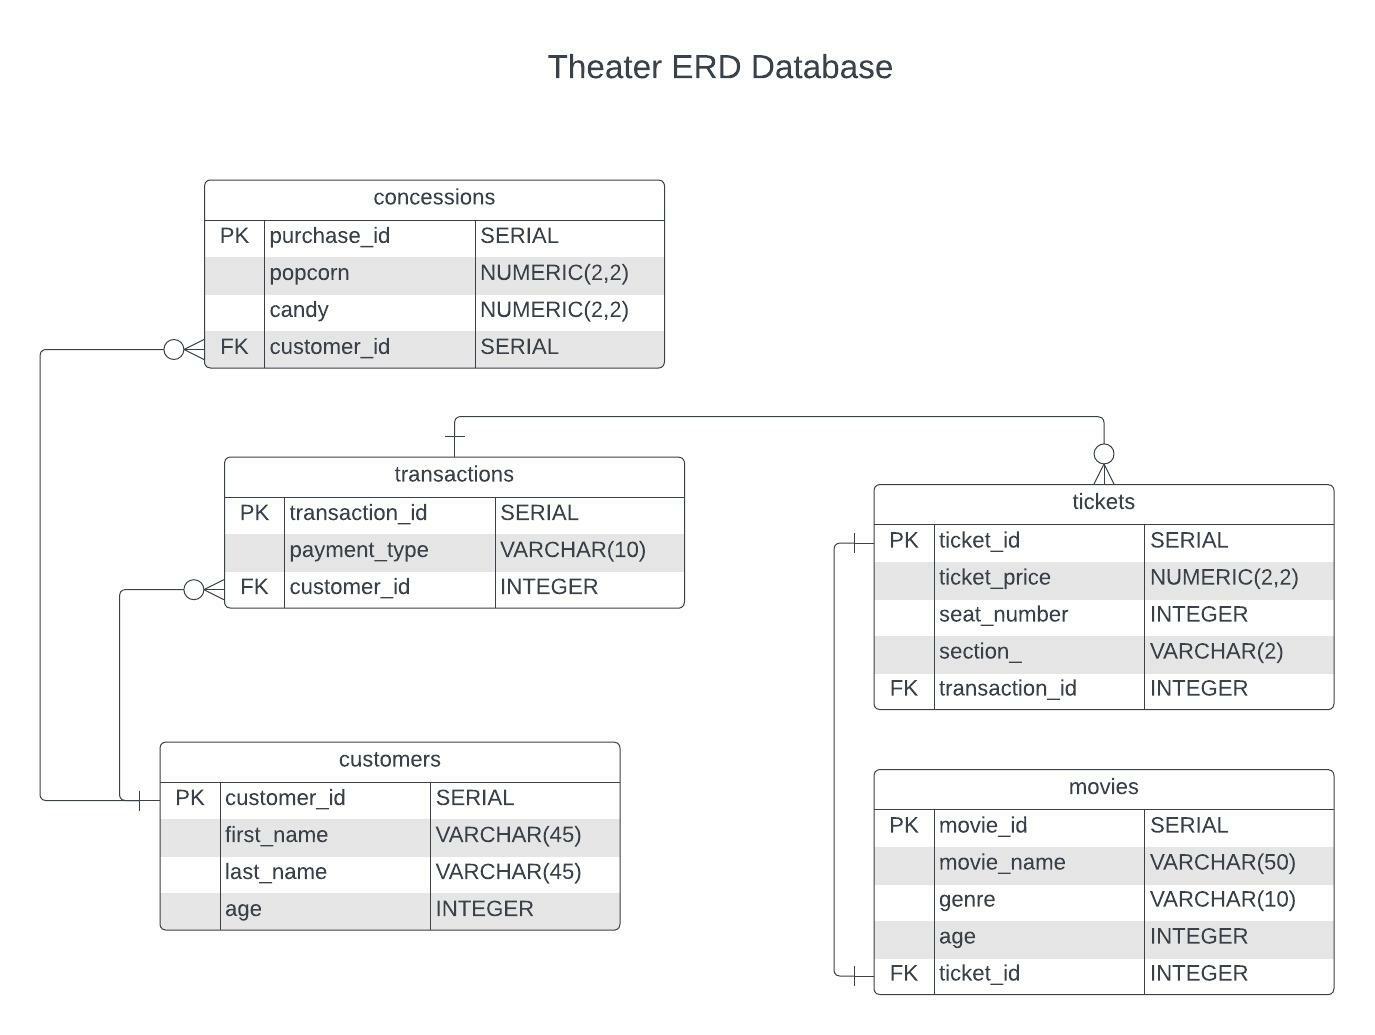 Theater ERD Database
concessions
PK purchase_id SERIAL
popcorn NUMERIC(2,2)
candy NUMERIC(2,2)
FK customer_id SERIAL
transactions
PK transaction_id SERIAL
payment_type VARCHAR(10)
FK customer_id INTEGER
tickets
PK ticket_id SERIAL
ticket_price NUMERIC(2,2)
seat_number INTEGER
section_ VARCHAR(2)
FK transaction_id INTEGER
customers
PK customer_id SERIAL
first_name VARCHAR(45)
last_name VARCHAR(45)
age INTEGER
movies
PK movie_id SERIAL
movie_name VARCHAR(50)
genre VARCHAR(10)
age INTEGER
FK ticket_id INTEGER